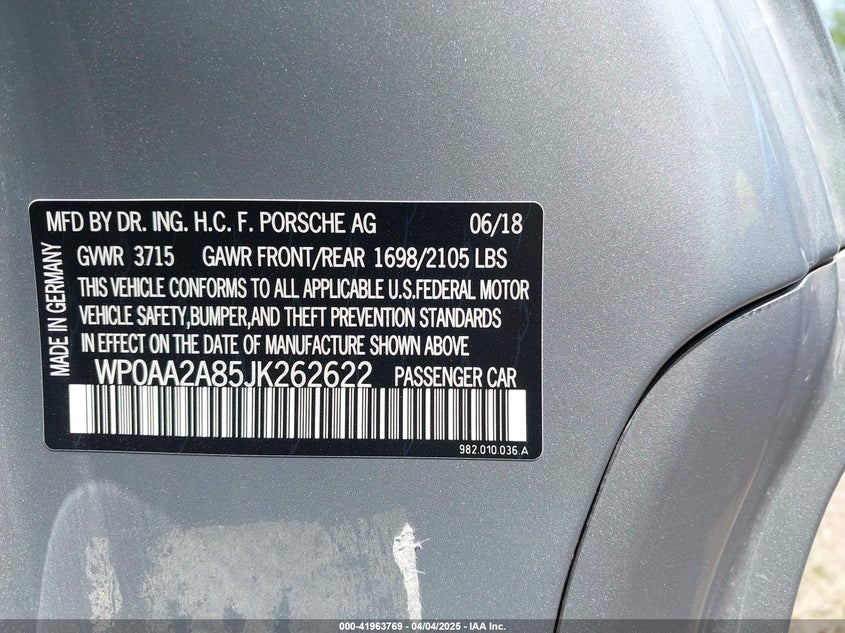 MFD BY DR. ING. H.C. F. PORSCHE AG 06/18
GVWR 3715 GAWR FRONT/REAR 1698/2105 LBS
THIS VEHICLE CONFORMS TO ALL APPLICABLE U.S.FEDERAL MOTOR
VEHICLE SAFETY,BUMPER,AND THEFT PREVENTION STANDARDS
IN EFFECT ON THE DATE OF MANUFACTURE SHOWN ABOVE
WP0AA2A85JK262622 PASSENGER CAR
982.010.036.A
MADE IN GERMANY
000-41963769 - 04/04/2025 - IAA Inc.